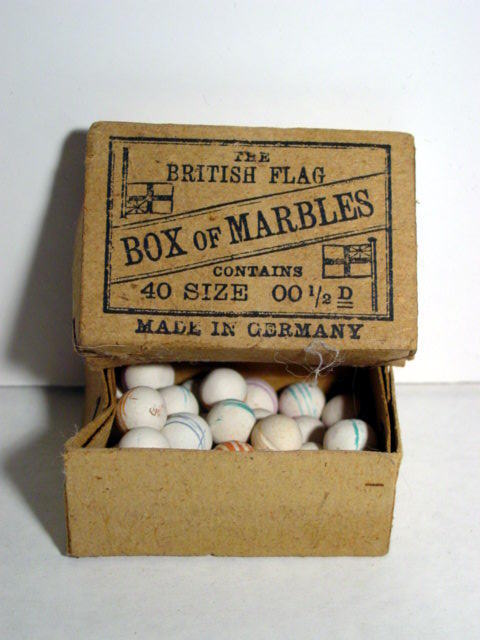 THE
BRITISH FLAG
BOX OF MARBLES
CONTAINS
40 SIZE 00 1/2 D
MADE IN GERMANY